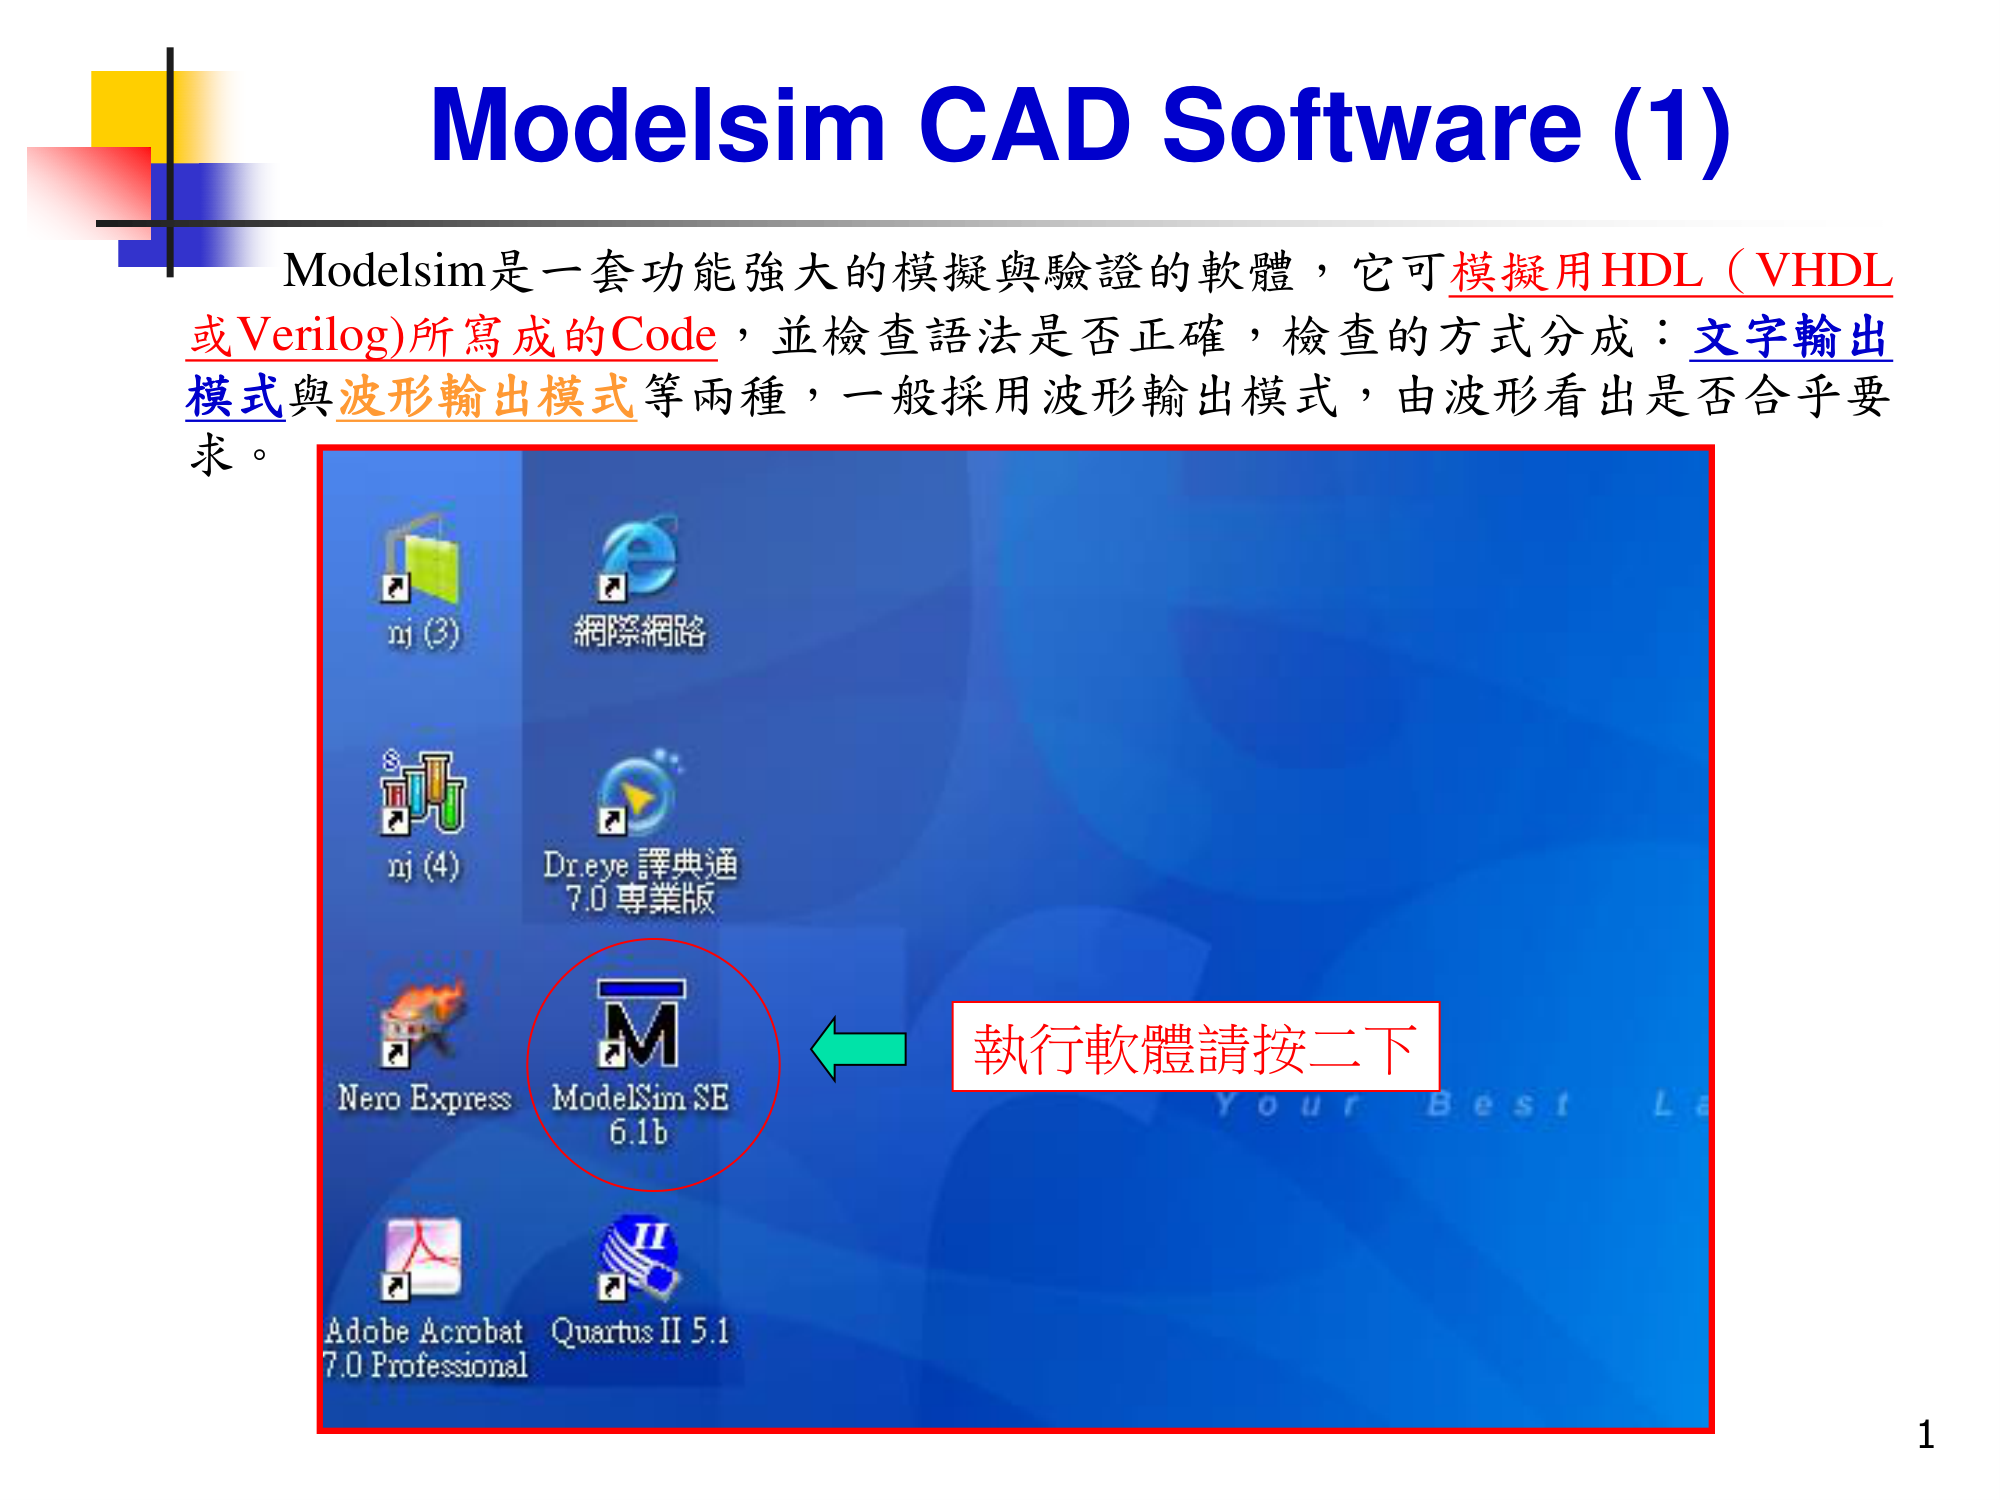 Modelsim CAD Software (1)
Modelsim是一套功能強大的模擬與驗證的軟體，它可模擬用HDL（VHDL
或Verilog)所寫成的Code，並檢查語法是否正確，檢查的方式分成：文字輸出
模式與波形輸出模式等兩種，一般採用波形輸出模式，由波形看出是否合乎要
求。
nj (3)
網際網路
nj (4)
Dr.eye 譯典通
7.0 專業版
Nero Express
ModelSim SE
6.1b
執行軟體請按二下
Your Best La
Adobe Acrobat
7.0 Professional
Quartus II 5.1
1